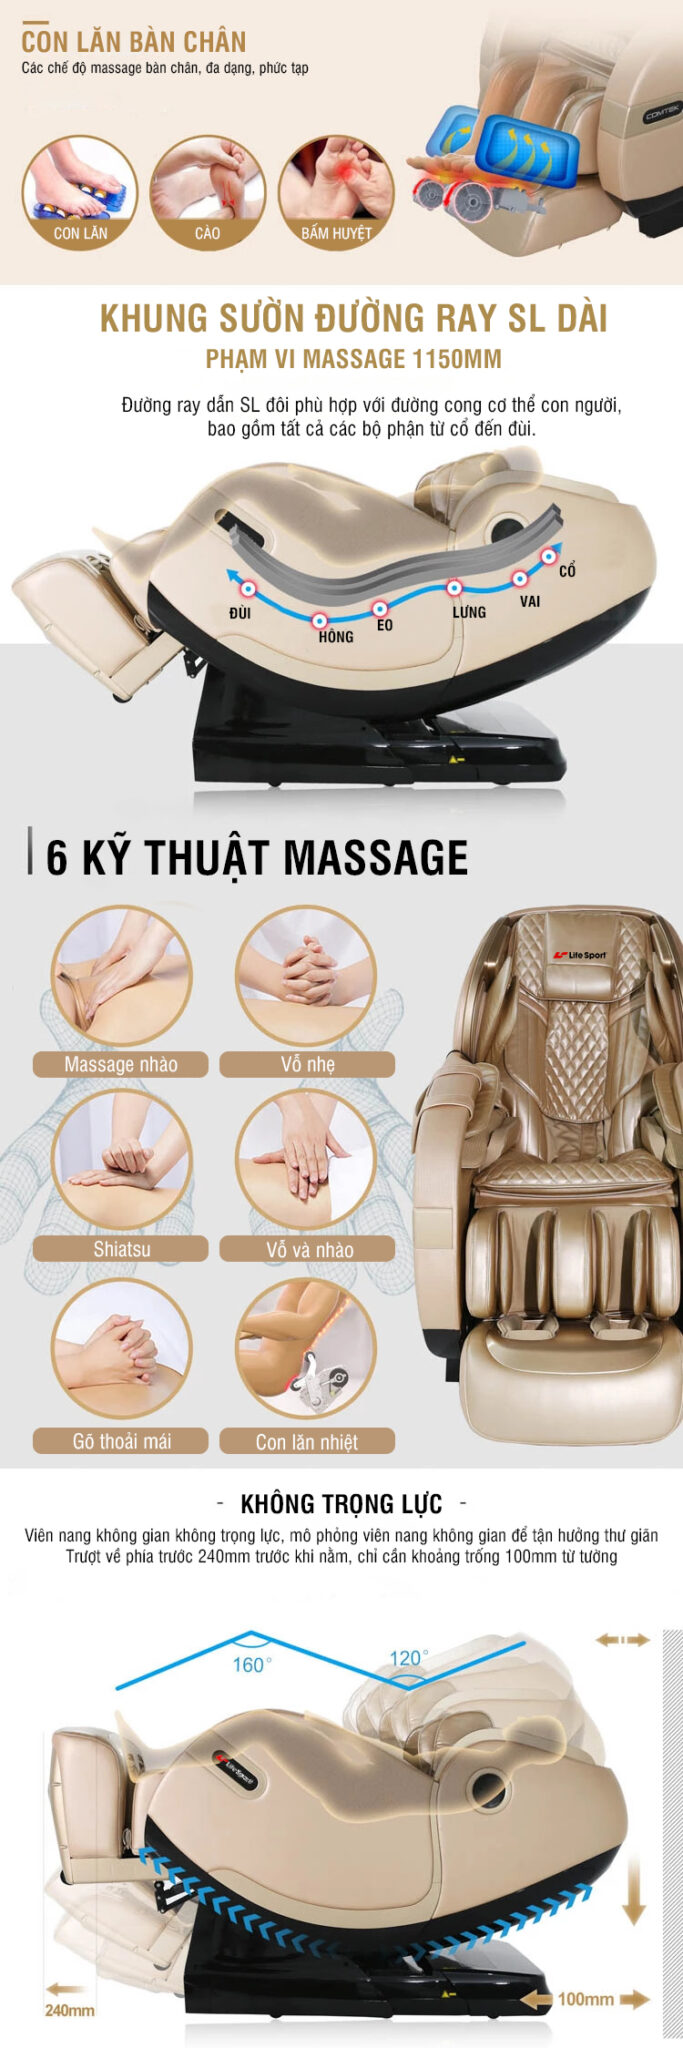 CON LĂN BÀN CHÂN
Các chế độ massage bàn chân, đa dạng, phức tạp
COMTEK
CON LĂN
CÀO
BẤM HUYỆT
KHUNG SƯỜN ĐƯỜNG RAY SL DÀI
PHẠM VI MASSAGE 1150MM
Đường ray dẫn SL đôi phù hợp với đường cong cơ thể con người,
bao gồm tất cả các bộ phận từ cổ đến đùi.
ĐÙI
HÔNG
EO
LƯNG
VAI
CỔ
6 KỸ THUẬT MASSAGE
Life Sport
Massage nhào
Vỗ nhẹ
Shiatsu
Vỗ và nhào
Gõ thoải mái
Con lăn nhiệt
- KHÔNG TRỌNG LỰC -
Viên nang không gian không trọng lực, mô phỏng viên nang không gian để tận hưởng thư giãn
Trượt về phía trước 240mm trước khi nằm, chỉ cần khoảng trống 100mm từ tường
160°
120°
Life Sport
240mm
100mm